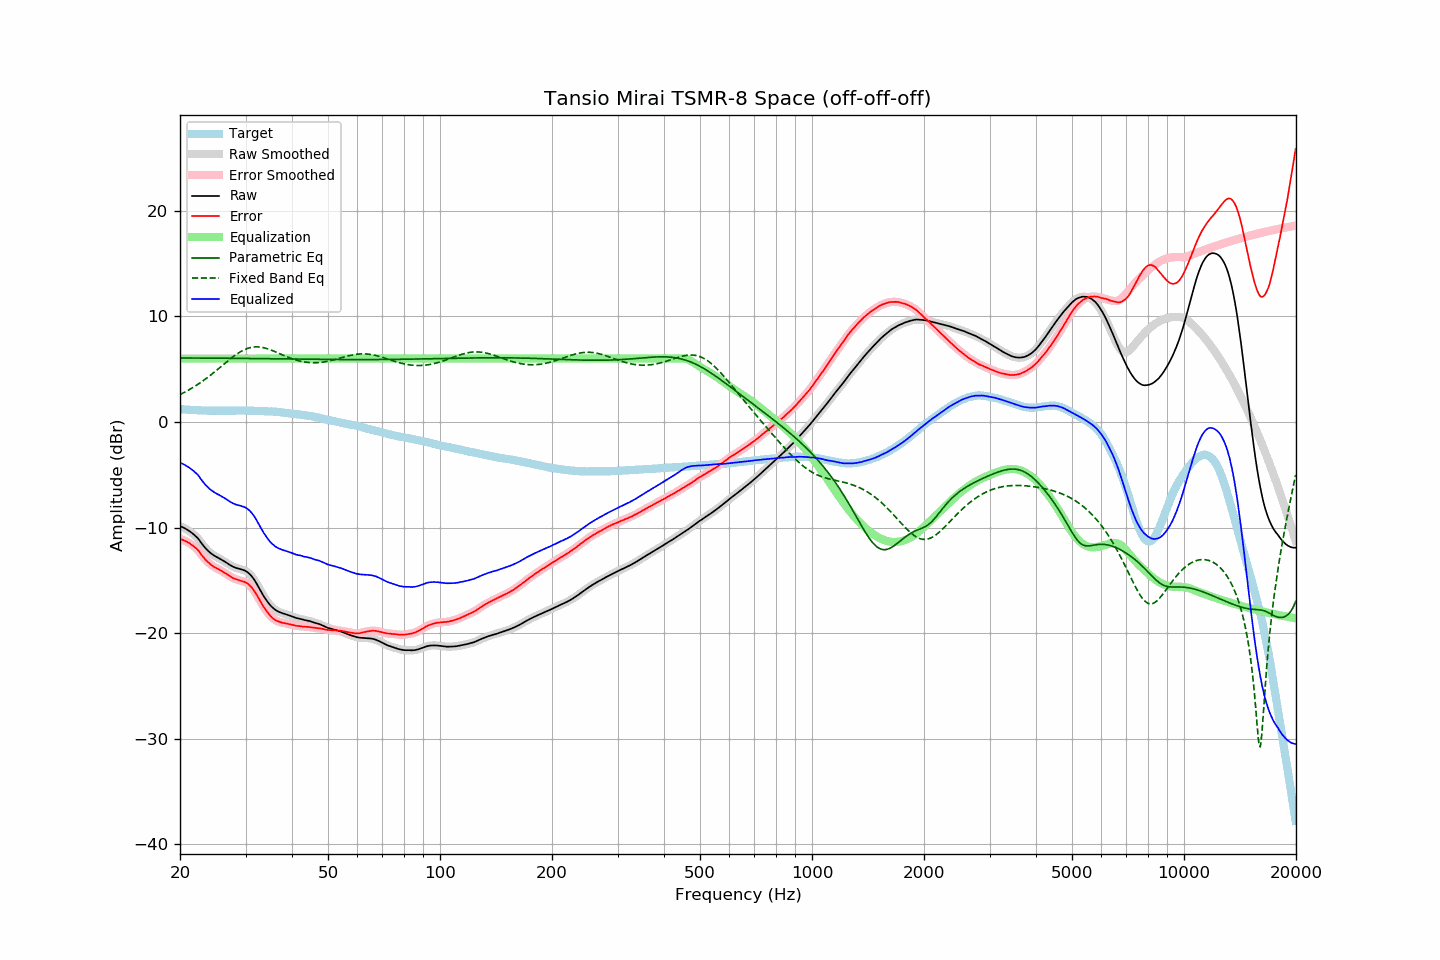 Tansio Mirai TSMR-8 Space (off-off-off)
Target
Raw Smoothed
Error Smoothed
Raw
Error
Equalization
Parametric Eq
Fixed Band Eq
Equalized
Amplitude (dBr)
20
10
0
−10
−20
−30
−40
20
50
100
200
500
1000
2000
5000
10000
20000
Frequency (Hz)